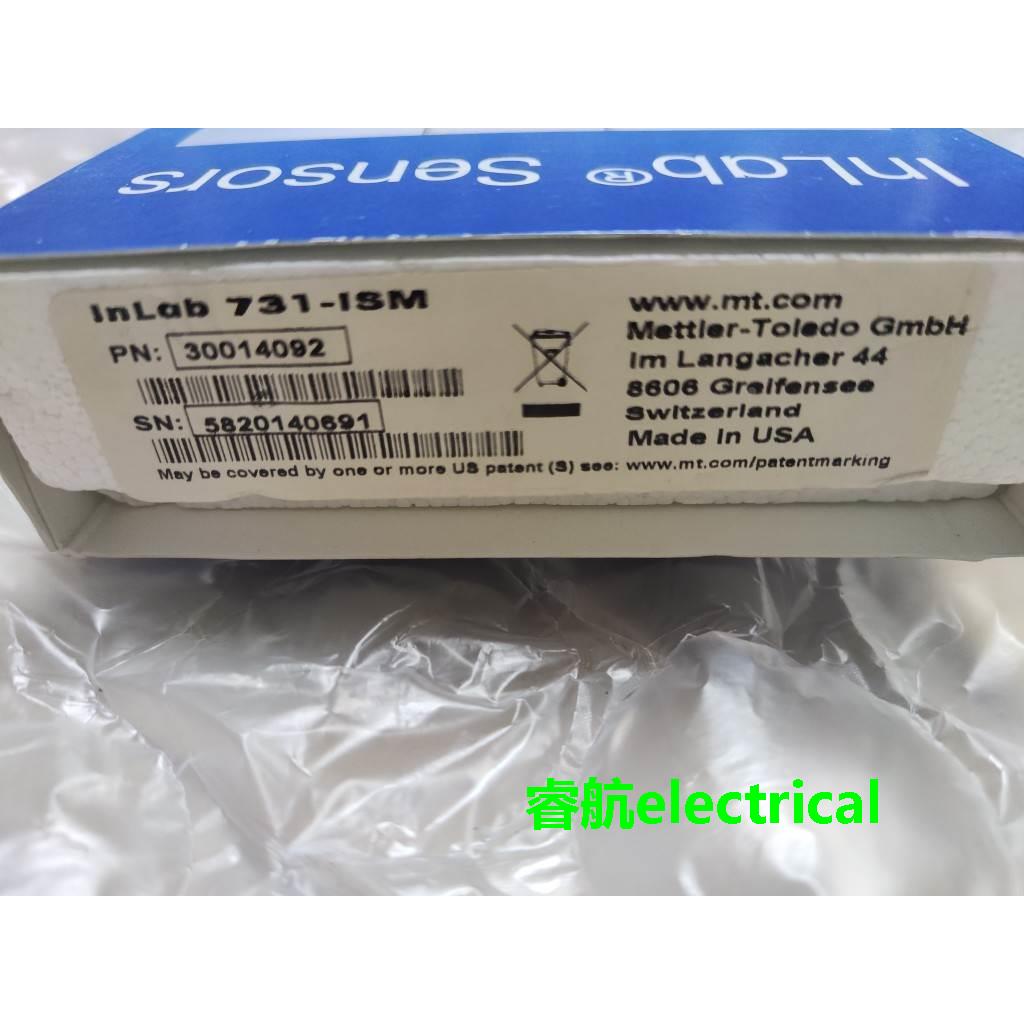 InLab® Sensors
InLab 731-ISM
PN: 30014092
SN: 5820140691
May be covered by one or more US patent (S) see: www.mt.com/patentmarking
www.mt.com
Mettler-Toledo GmbH
Im Langacher 44
8606 Greifensee
Switzerland
Made in USA
睿航electrical